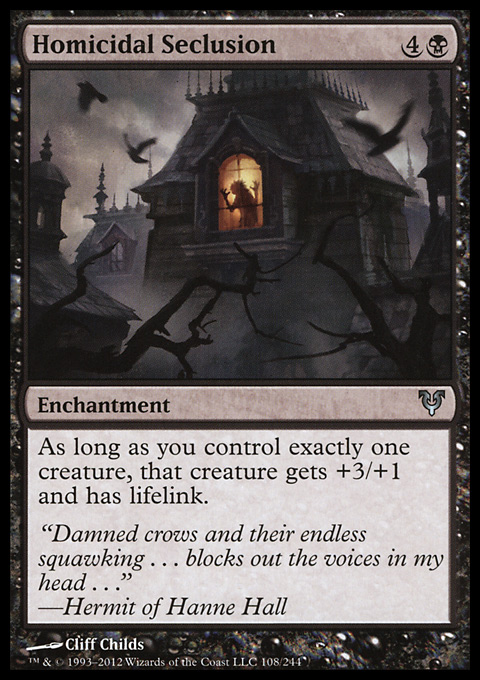 Homicidal Seclusion 4
Enchantment
As long as you control exactly one
creature, that creature gets +3/+1
and has lifelink.
“Damned crows and their endless
squawking . . . blocks out the voices in my
head . . .”
—Hermit of Hanne Hall
Cliff Childs
™ & © 1993–2012 Wizards of the Coast LLC 108/244